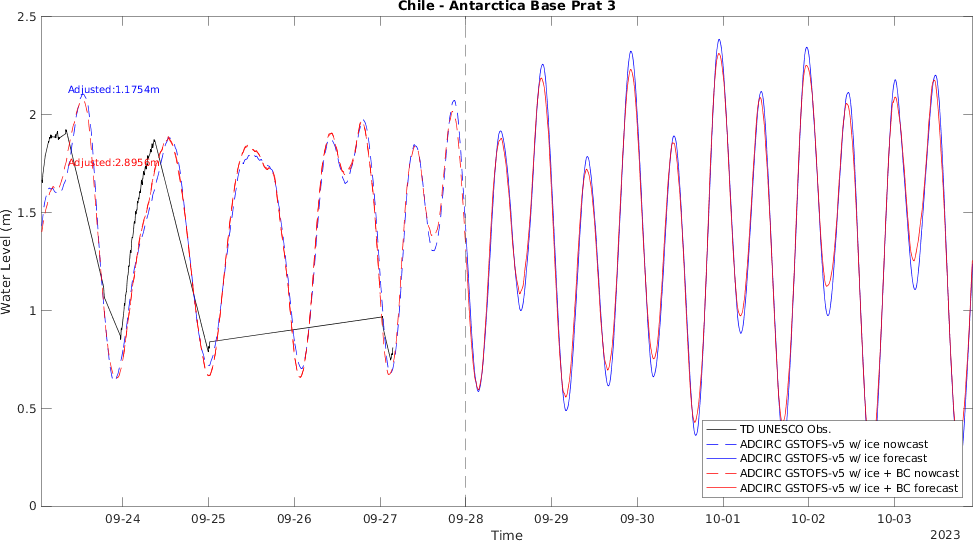 Chile - Antarctica Base Prat 3
2.5
2
1.5
1
0.5
0
Water Level (m)
Adjusted:1.1754m
Adjusted:2.8954m
TD UNESCO Obs.
ADCIRC GSTOFS-v5 w/ ice nowcast
ADCIRC GSTOFS-v5 w/ ice forecast
ADCIRC GSTOFS-v5 w/ ice + BC nowcast
ADCIRC GSTOFS-v5 w/ ice + BC forecast
09-24 09-25 09-26 09-27 09-28 09-29 09-30 10-01 10-02 10-03
Time
2023